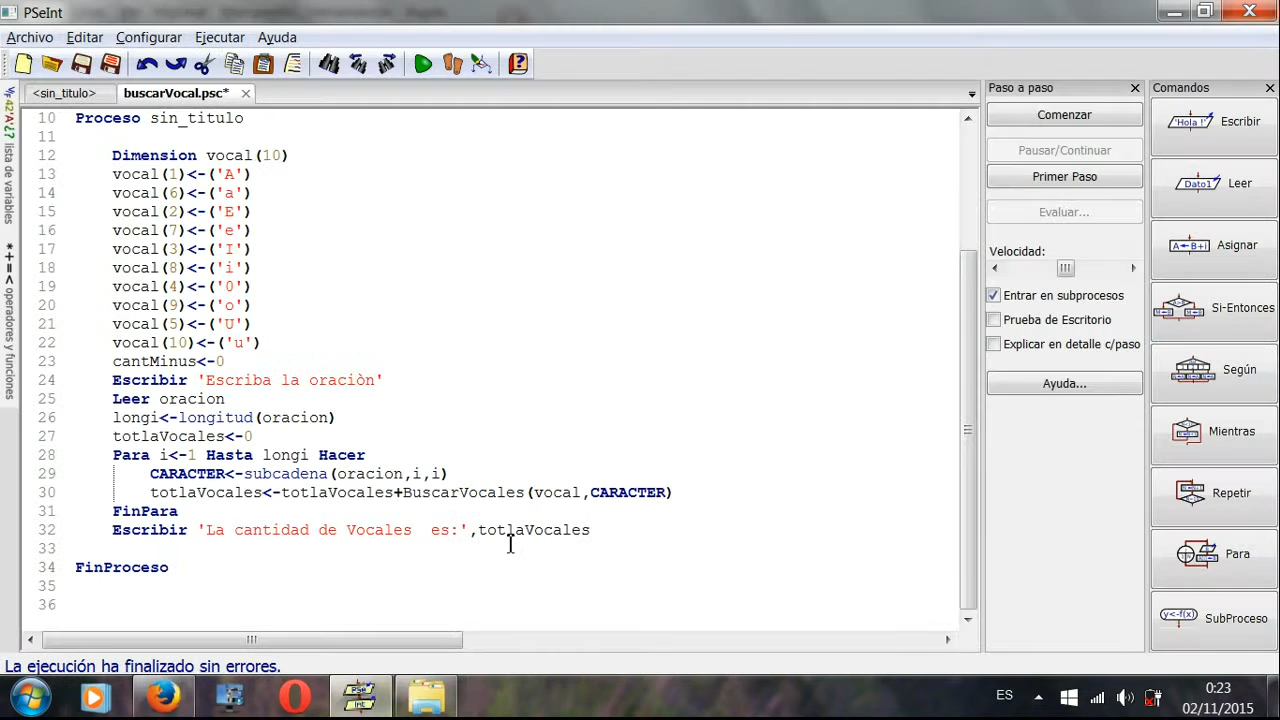 PSeInt
Archivo Editar Configurar Ejecutar Ayuda
<sin_titulo> buscarVocal.psc*
42 'A' ¿? lista de variables
* + = < operadores y funciones
10 Proceso sin_titulo
11
12 Dimension vocal(10)
13 vocal(1)<-('A')
14 vocal(6)<-('a')
15 vocal(2)<-('E')
16 vocal(7)<-('e')
17 vocal(3)<-('I')
18 vocal(8)<-('i')
19 vocal(4)<-('0')
20 vocal(9)<-('o')
21 vocal(5)<-('U')
22 vocal(10)<-('u')
23 cantMinus<-0
24 Escribir 'Escriba la oraciòn'
25 Leer oracion
26 longi<-longitud(oracion)
27 totlaVocales<-0
28 Para i<-1 Hasta longi Hacer
29 CARACTER<-subcadena(oracion,i,i)
30 totlaVocales<-totlaVocales+BuscarVocales(vocal,CARACTER)
31 FinPara
32 Escribir 'La cantidad de Vocales  es:',totlaVocales
33
34 FinProceso
35
36
Paso a paso
Comenzar
Pausar/Continuar
Primer Paso
Evaluar...
Velocidad:
Entrar en subprocesos
Prueba de Escritorio
Explicar en detalle c/paso
Ayuda...
Comandos
'Hola !' Escribir
Dato1 Leer
A←B+i Asignar
Si-Entonces
Según
Mientras
Repetir
Para
y<-f(x) SubProceso
La ejecución ha finalizado sin errores.
PSe Int
ES
0:23
02/11/2015